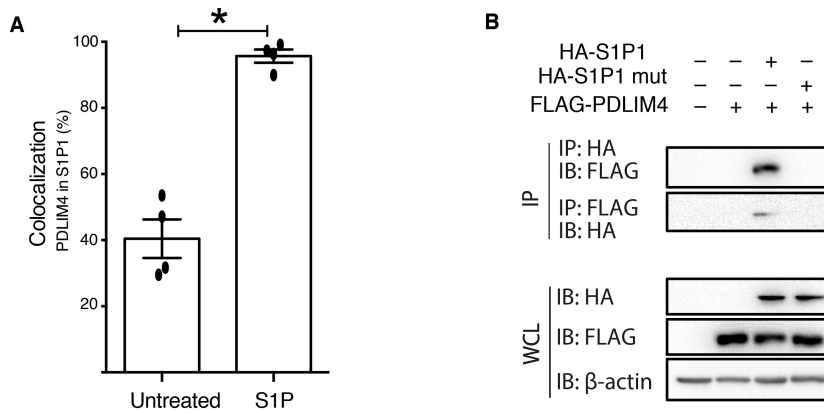 A
*
100
80
60
40
20
Colocalization
PDLIM4 in S1P1 (%)
Untreated S1P
B
HA-S1P1 – – + –
HA-S1P1 mut – – – +
FLAG-PDLIM4 – + + +
IP
IP: HA
IB: FLAG
IP: FLAG
IB: HA
WCL
IB: HA
IB: FLAG
IB: β-actin